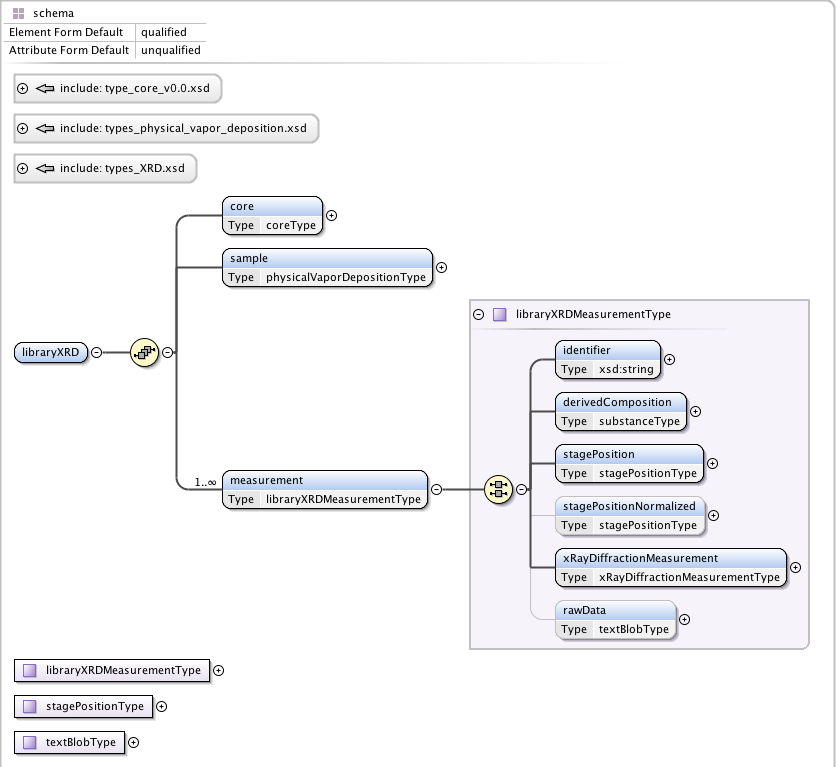 schema
Element Form Default qualified
Attribute Form Default unqualified
include: type_core_v0.0.xsd
include: types_physical_vapor_deposition.xsd
include: types_XRD.xsd
core
Type coreType
sample
Type physicalVaporDepositionType
libraryXRDMeasurementType
identifier
Type xsd:string
libraryXRD
derivedComposition
Type substanceType
stagePosition
Type stagePositionType
1..∞
measurement
Type libraryXRDMeasurementType
stagePositionNormalized
Type stagePositionType
xRayDiffractionMeasurement
Type xRayDiffractionMeasurementType
rawData
Type textBlobType
libraryXRDMeasurementType
stagePositionType
textBlobType